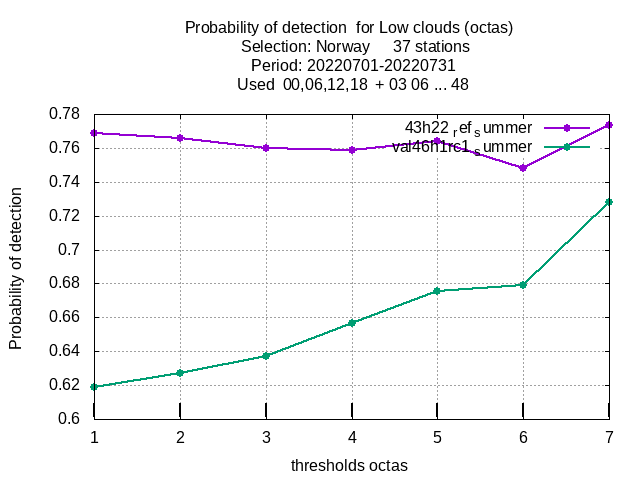 Probability of detection for Low clouds (octas)
Selection: Norway 37 stations
Period: 20220701-20220731
Used 00,06,12,18 + 03 06 ... 48
0.78
0.76
0.74
0.72
0.7
0.68
0.66
0.64
0.62
0.6
Probability of detection
43h22_ref_summer
val46h1rc1_summer
1 2 3 4 5 6 7
thresholds octas